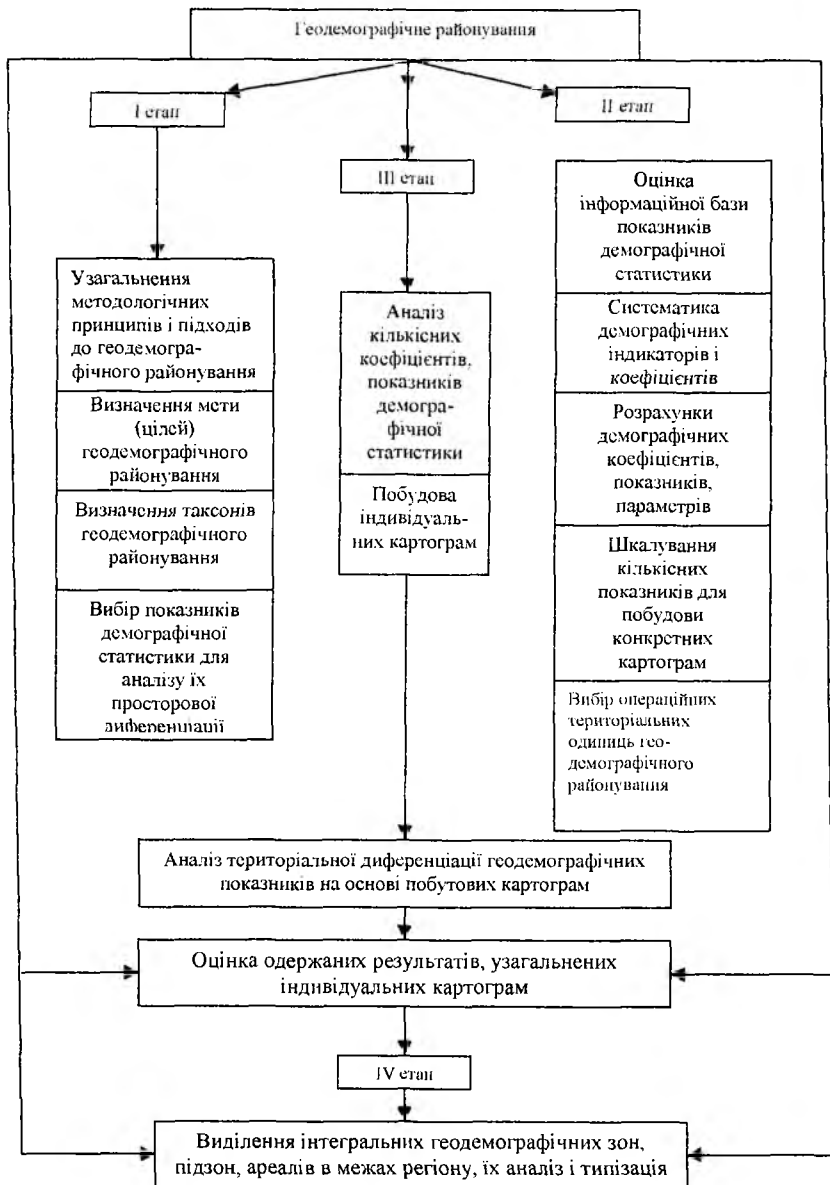 Геодемографічне районування
І етап
ІІ етап
ІІІ етап
Узагальнення
методологічних
принципів і підходів
до геодемогра-
фічного районування
Визначення мети
(цілей)
геодемографічного
районування
Визначення таксонів
геодемографічного
районування
Вибір показників
демографічної
статистики для
аналізу їх
просторової
диференціації
Аналіз
кількісних
коефіцієнтів,
показників
демогра-
фічної
статистики
Побудова
індивідуаль-
них картограм
Оцінка
інформаційної бази
показників
демографічної
статистики
Систематика
демографічних
індикаторів і
коефіцієнтів
Розрахунки
демографічних
коефіцієнтів,
показників,
параметрів
Шкалування
кількісних
показників для
побудови
конкретних
картограм
Вибір операційних
територіальних
одиниць гео-
демографічного
районування
Аналіз територіальної диференціації геодемографічних
показників на основі побутових картограм
Оцінка одержаних результатів, узагальнених
індивідуальних картограм
IV етап
Виділення інтегральних геодемографічних зон,
підзон, ареалів в межах регіону, їх аналіз і типізація